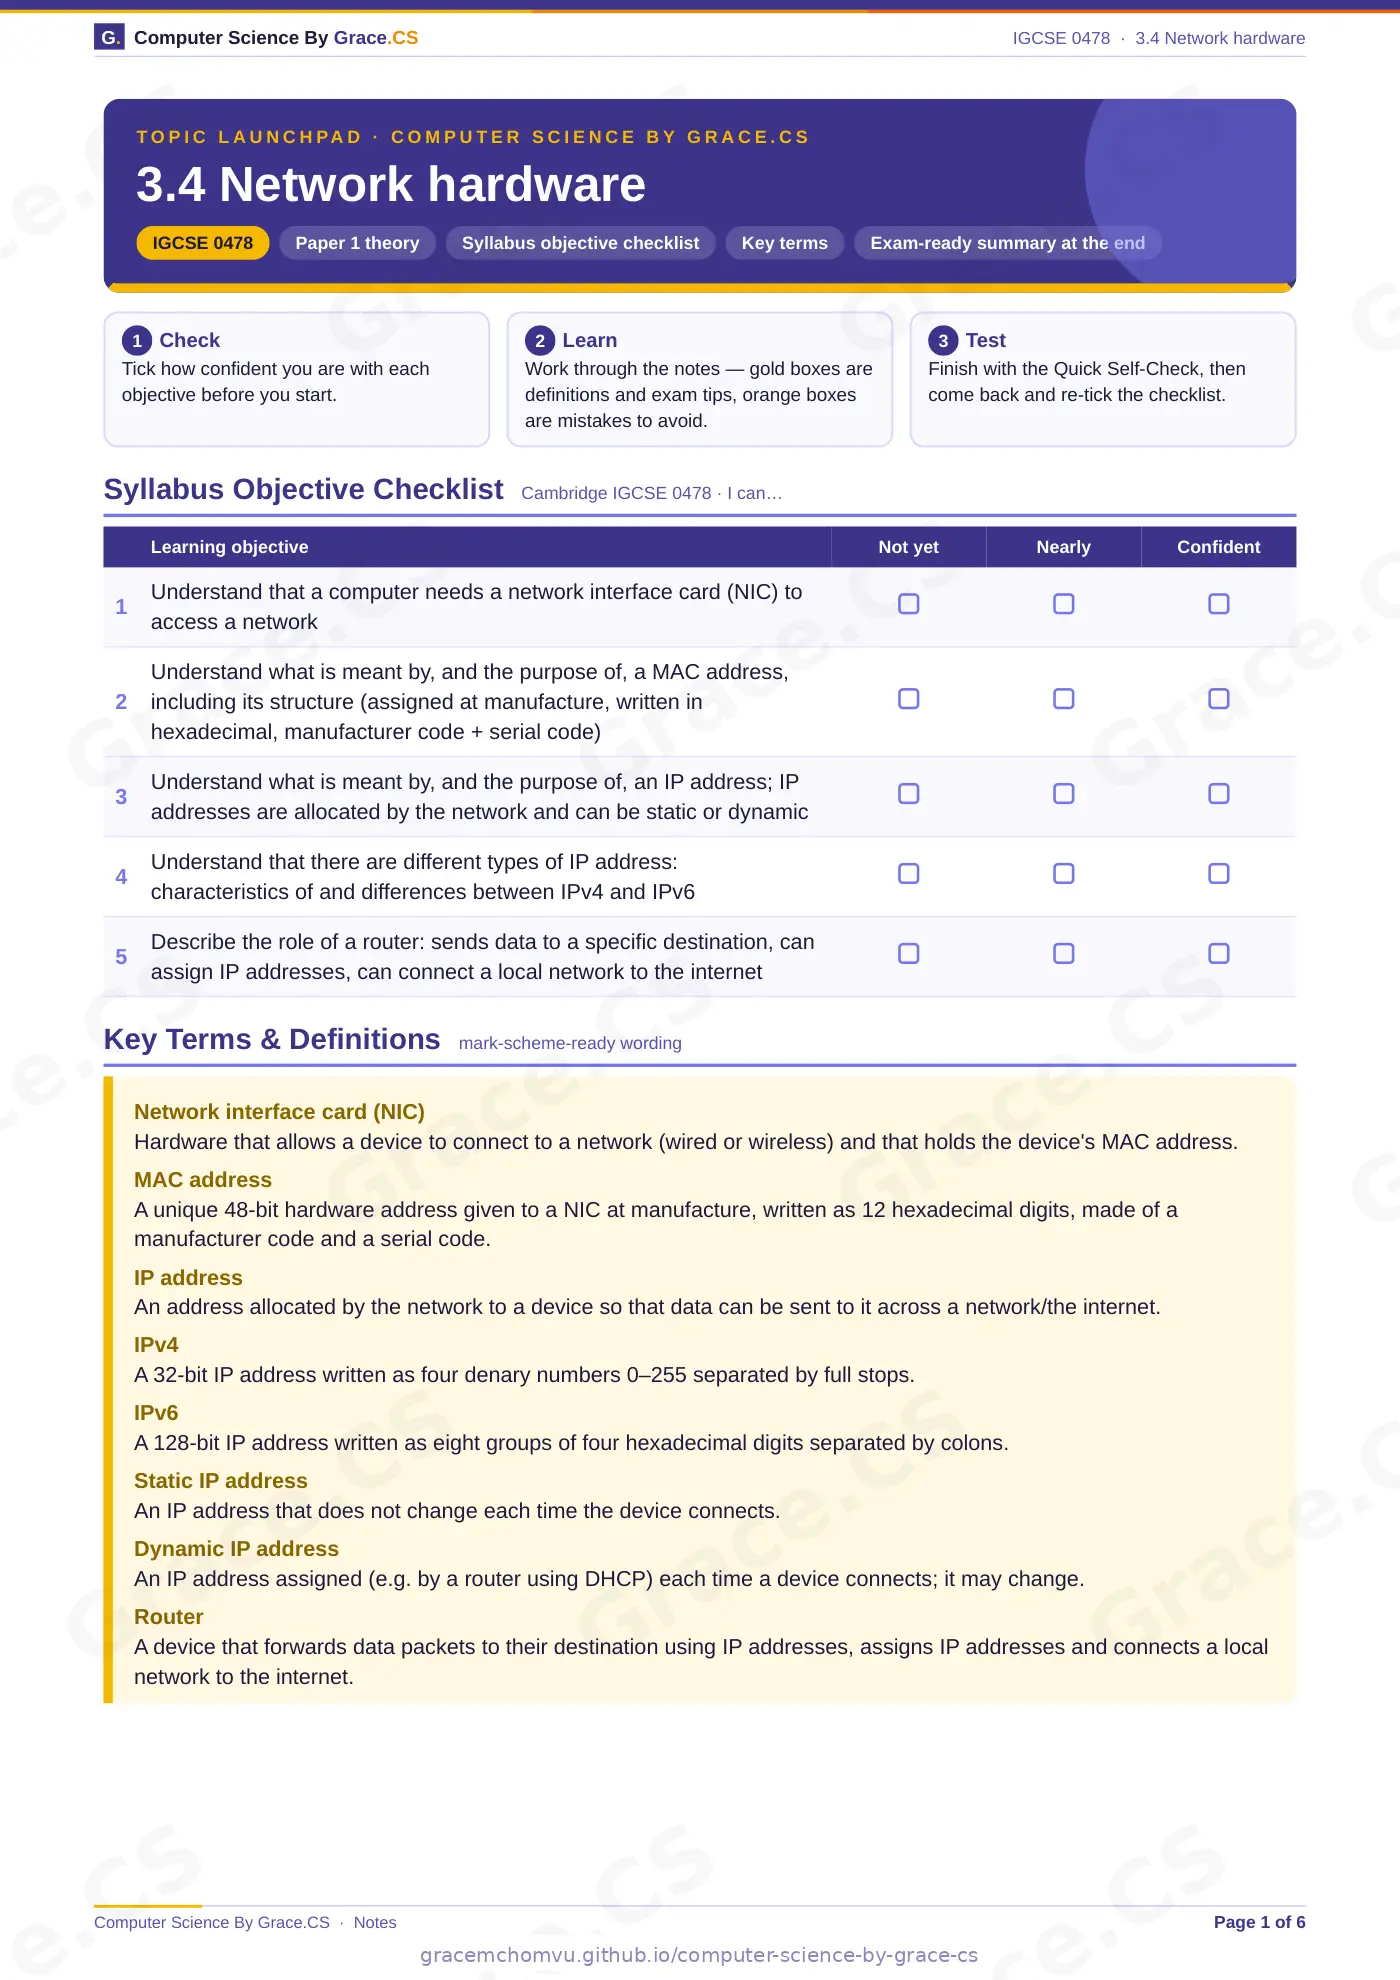 G. Computer Science By Grace.CS
IGCSE 0478 · 3.4 Network hardware
TOPIC LAUNCHPAD · COMPUTER SCIENCE BY GRACE.CS
3.4 Network hardware
IGCSE 0478 Paper 1 theory Syllabus objective checklist Key terms Exam-ready summary at the end
1 Check
Tick how confident you are with each
objective before you start.
2 Learn
Work through the notes — gold boxes are
definitions and exam tips, orange boxes
are mistakes to avoid.
3 Test
Finish with the Quick Self-Check, then
come back and re-tick the checklist.
Syllabus Objective Checklist Cambridge IGCSE 0478 · I can…
Learning objective Not yet Nearly Confident
1 Understand that a computer needs a network interface card (NIC) to
access a network
2 Understand what is meant by, and the purpose of, a MAC address,
including its structure (assigned at manufacture, written in
hexadecimal, manufacturer code + serial code)
3 Understand what is meant by, and the purpose of, an IP address; IP
addresses are allocated by the network and can be static or dynamic
4 Understand that there are different types of IP address:
characteristics of and differences between IPv4 and IPv6
5 Describe the role of a router: sends data to a specific destination, can
assign IP addresses, can connect a local network to the internet
Key Terms & Definitions mark-scheme-ready wording
Network interface card (NIC)
Hardware that allows a device to connect to a network (wired or wireless) and that holds the device's MAC address.
MAC address
A unique 48-bit hardware address given to a NIC at manufacture, written as 12 hexadecimal digits, made of a
manufacturer code and a serial code.
IP address
An address allocated by the network to a device so that data can be sent to it across a network/the internet.
IPv4
A 32-bit IP address written as four denary numbers 0–255 separated by full stops.
IPv6
A 128-bit IP address written as eight groups of four hexadecimal digits separated by colons.
Static IP address
An IP address that does not change each time the device connects.
Dynamic IP address
An IP address assigned (e.g. by a router using DHCP) each time a device connects; it may change.
Router
A device that forwards data packets to their destination using IP addresses, assigns IP addresses and connects a local
network to the internet.
Computer Science By Grace.CS · Notes
Page 1 of 6
gracemchomvu.github.io/computer-science-by-grace-cs